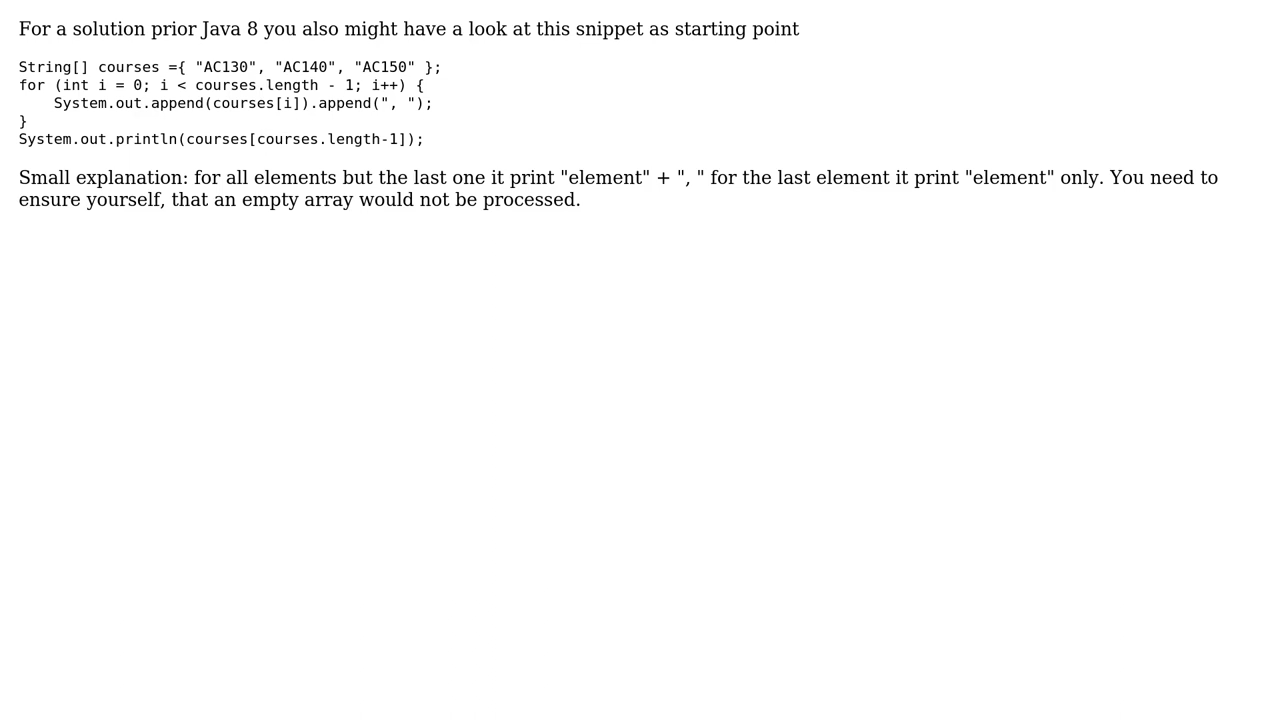 For a solution prior Java 8 you also might have a look at this snippet as starting point
String[] courses ={ "AC130", "AC140", "AC150" };
for (int i = 0; i < courses.length - 1; i++) {
    System.out.append(courses[i]).append(", ");
}
System.out.println(courses[courses.length-1]);
Small explanation: for all elements but the last one it print "element" + ", " for the last element it print "element" only. You need to
ensure yourself, that an empty array would not be processed.